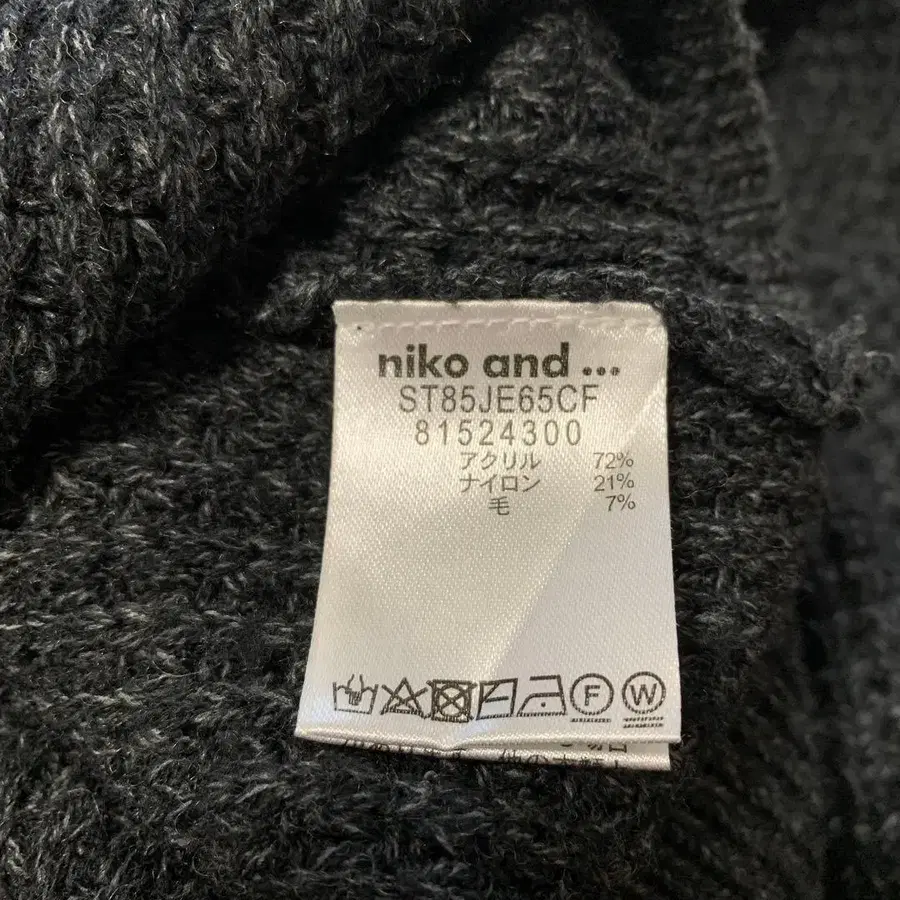 niko and ...
ST85JE65CF
81524300
アクリル 72%
ナイロン 21%
毛 7%
F W